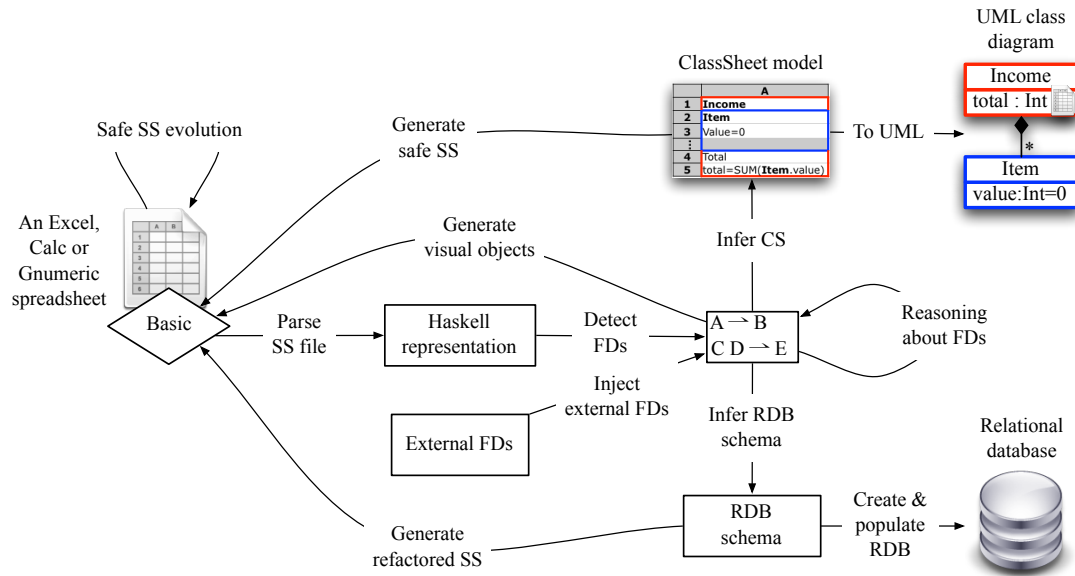 UML class
diagram
Income
total : Int
*
Item
value:Int=0
ClassSheet model
A
1 Income
2 Item
3 Value=0
⋮
4 Total
5 total=SUM(Item.value)
To UML
Generate
safe SS
Safe SS evolution
An Excel,
Calc or
Gnumeric
spreadsheet
A B
1
2
3
4
5
6
Basic
Generate
visual objects
Infer CS
Parse
SS file
Haskell
representation
Detect
FDs
A ⇀ B
C D ⇀ E
Reasoning
about FDs
Inject
external FDs
External FDs
Infer RDB
schema
RDB
schema
Generate
refactored SS
Create &
populate
RDB
Relational
database